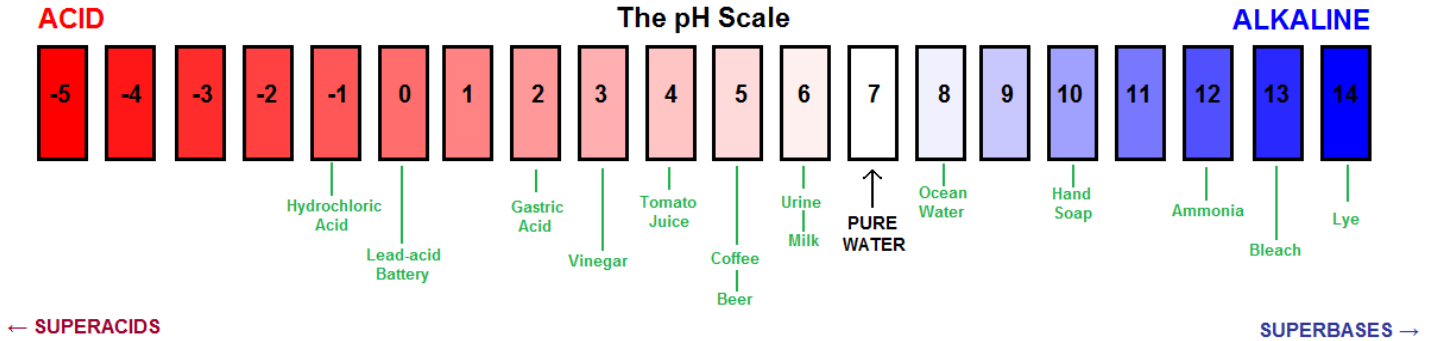 ACID
The pH Scale
ALKALINE
-5 -4 -3 -2 -1 0 1 2 3 4 5 6 7 8 9 10 11 12 13 14
Hydrochloric
Acid
Lead-acid
Battery
Gastric
Acid
Vinegar
Tomato
Juice
Coffee
Beer
Urine
Milk
PURE
WATER
Ocean
Water
Hand
Soap
Ammonia
Bleach
Lye
← SUPERACIDS
SUPERBASES →